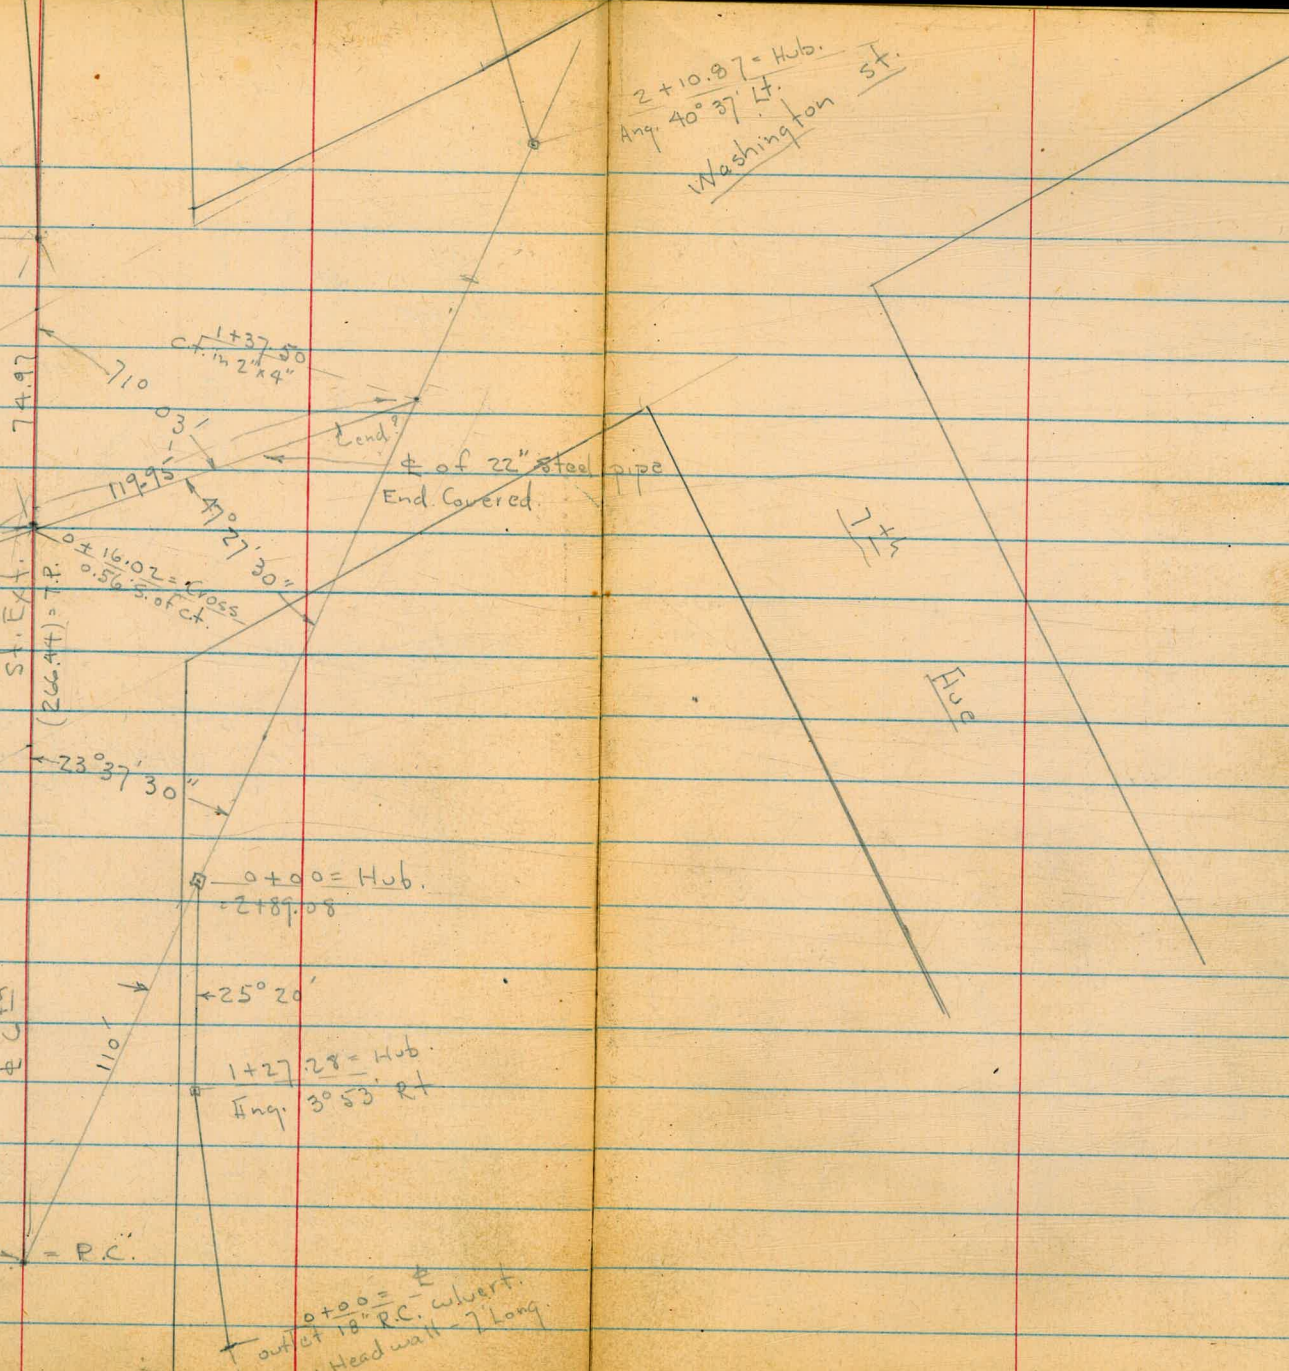 2+10.87 = Hub.
Ang. 40° 37' Lt.
Washington St.
74.97
1+37.50
c.t. in 2"x4"
03'
119.95'
end?
℄ of 22" Steel pipe
End Covered.
47° 27' 30"
0+16.02 = Cross
0.56' S. of c.t.
St. Ext.
(266.44) = T.P.
7th
Ave
23° 37' 30"
0+00 = Hub.
= 2+89.08
25° 20'
110'
℄
1+27.28 = Hub.
Ang. 3° 53' Rt
= P.C.
0+00 = ℄
outlet 18" R.C. culvert.
Headwall - 7' Long.